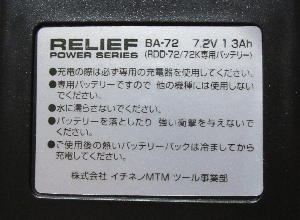 RELIEF BA-72 7.2V 1.3Ah
POWER SERIES (RDD-72/72K専用バッテリー)
●充電の際は必ず専用の充電器を使用してください。
●専用バッテリーですので 他の機種には使用しない
でください。
●水に濡らさないでください。
●バッテリーを落としたり 強い衝撃を与えないで
ください。
●ご使用後の熱いバッテリーパックは冷ましてから
充電してください。
株式会社 イチネンMTM ツール事業部